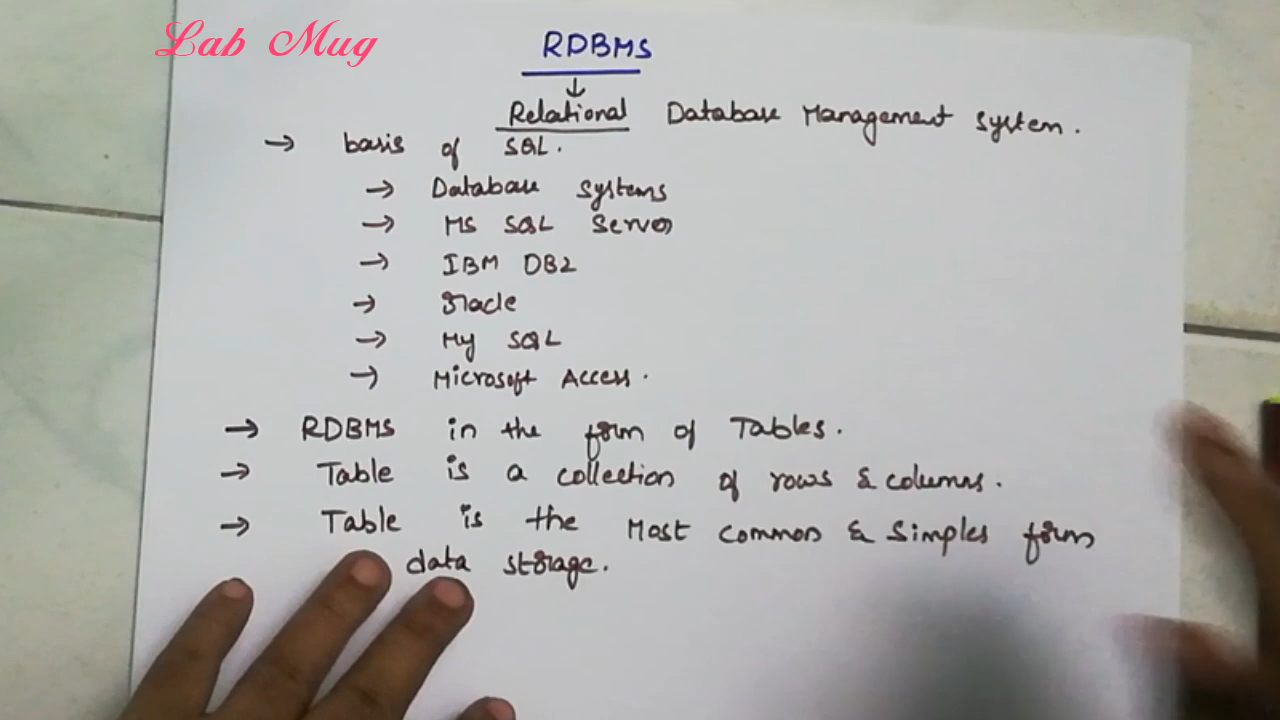 Lab Mug
RDBMS
↓
Relational Database Management System.
→ basis of SQL.
→ Database Systems
→ MS SQL Server
→ IBM DB2
→ Oracle
→ My SQL
→ Microsoft Access.
→ RDBMS in the form of Tables.
→ Table is a collection of rows & columns.
→ Table is the Most common & Simples form
data storage.